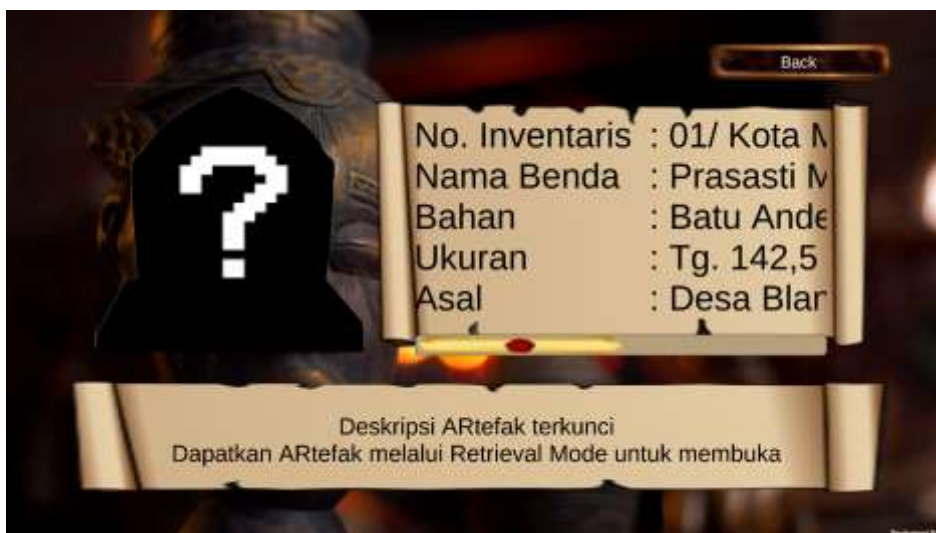 Back
No. Inventaris : 01/ Kota
Nama Benda : Prasasti
Bahan : Batu Ande
Ukuran : Tg. 142,5
Asal : Desa Blan
?
Deskripsi ARtefak terkunci
Dapatkan ARtefak melalui Retrieval Mode untuk membuka